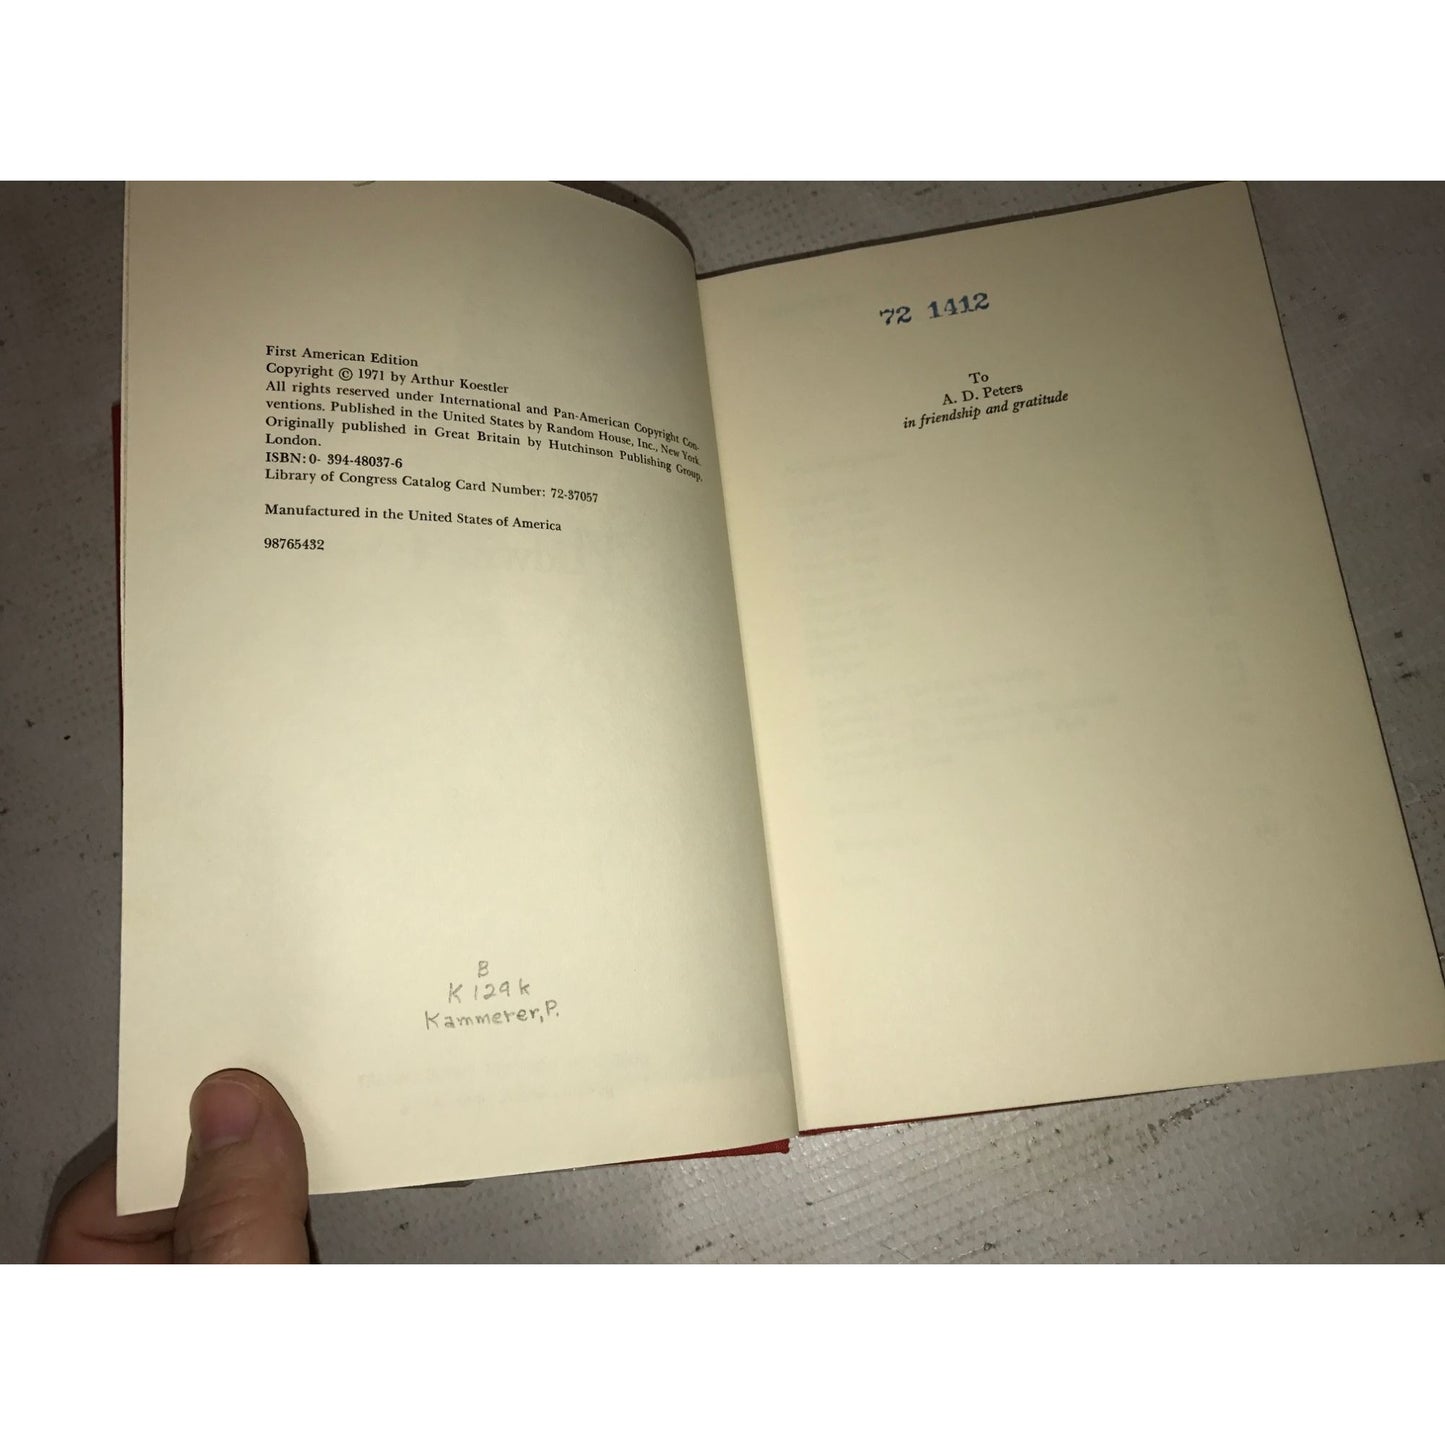 First American Edition
Copyright © 1971 by Arthur Koestler
All rights reserved under International and Pan-American Copyright Con-
ventions. Published in the United States by Random House, Inc., New York.
Originally published in Great Britain by Hutchinson Publishing Group,
London.
ISBN: 0- 394-48037-6
Library of Congress Catalog Card Number: 72-37057
Manufactured in the United States of America
98765432
B
K129k
Kammerer, P.
72 1412
To
A. D. Peters
in friendship and gratitude